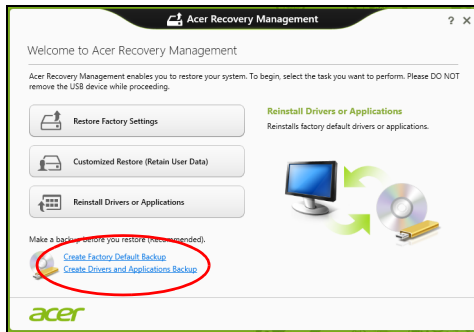 Acer Recovery Management
? X
Welcome to Acer Recovery Management
Acer Recovery Management enables you to restore your system. To begin, select the task you want to perform. Please DO NOT
remove the USB device while proceeding.
Restore Factory Settings
Customized Restore (Retain User Data)
Reinstall Drivers or Applications
Reinstall Drivers or Applications
Reinstalls factory default drivers or applications.
Make a backup before you restore (Recommended).
Create Factory Default Backup
Create Drivers and Applications Backup
acer